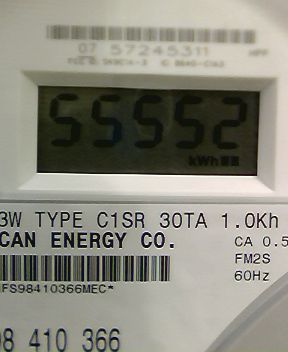 07 57245311
55552
kWh
3W TYPE C1SR 30TA 1.0Kh
CAN ENERGY CO.
CA 0.5
FM2S
60Hz
FS98410366MEC*
98 410 366